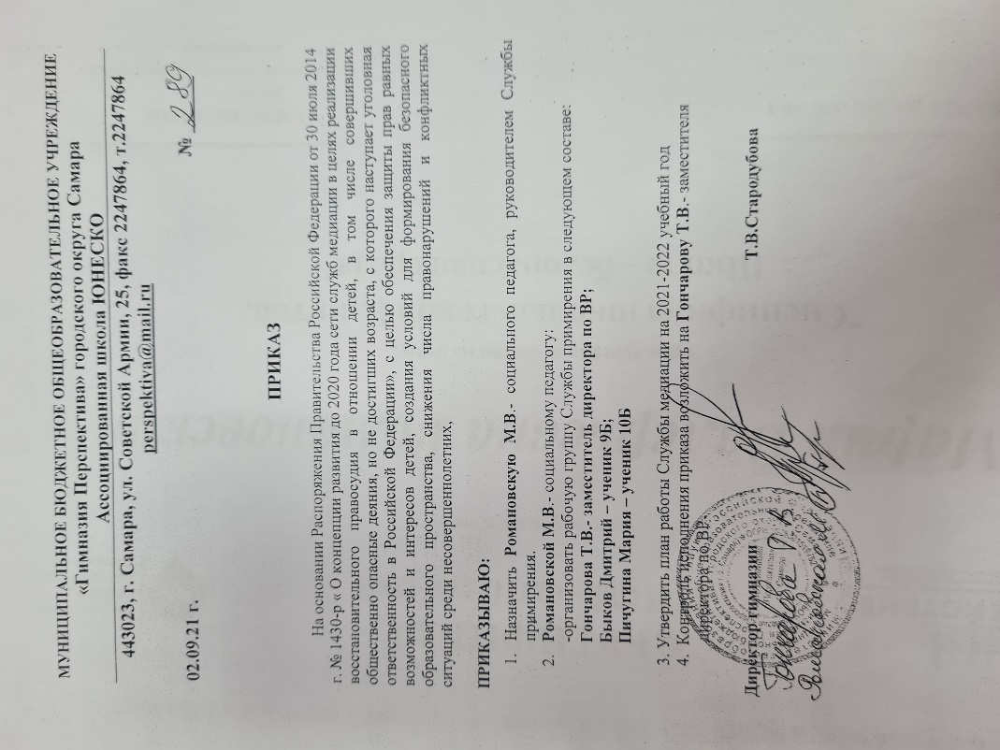 МУНИЦИПАЛЬНОЕ БЮДЖЕТНОЕ ОБЩЕОБРАЗОВАТЕЛЬНОЕ УЧРЕЖДЕНИЕ
«Гимназия Перспектива» городского округа Самара
Ассоциированная школа ЮНЕСКО
443023, г. Самара, ул. Советской Армии, 25, факс 2247864, т.2247864
perspektiva@mail.ru
02.09.21 г. № 289
ПРИКАЗ
На основании Распоряжения Правительства Российской Федерации от 30 июля 2014
г. № 1430-р « О концепции развития до 2020 года сети служб медиации в целях реализации
восстановительного правосудия в отношении детей, в том числе совершивших
общественно опасные деяния, но не достигших возраста, с которого наступает уголовная
ответственность в Российской Федерации», с целью обеспечения защиты прав равных
возможностей и интересов детей, создания условий для формирования безопасного
образовательного пространства, снижения числа правонарушений и конфликтных
ситуаций среди несовершеннолетних,
ПРИКАЗЫВАЮ:
1. Назначить Романовскую М.В.- социального педагога, руководителем Службы
примирения.
2. Романовской М.В.- социальному педагогу:
-организовать рабочую группу Службы примирения в следующем составе:
Гончарова Т.В.- заместитель директора по ВР;
Быков Дмитрий – ученик 9Б;
Пичугина Мария – ученик 10Б
3. Утвердить план работы Службы медиации на 2021-2022 учебный год
4. Контроль исполнения приказа возложить на Гончарову Т.В.- заместителя
директора по ВР.
Директор гимназии Т.В.Стародубова
Гончарова Т.В.
Романовская